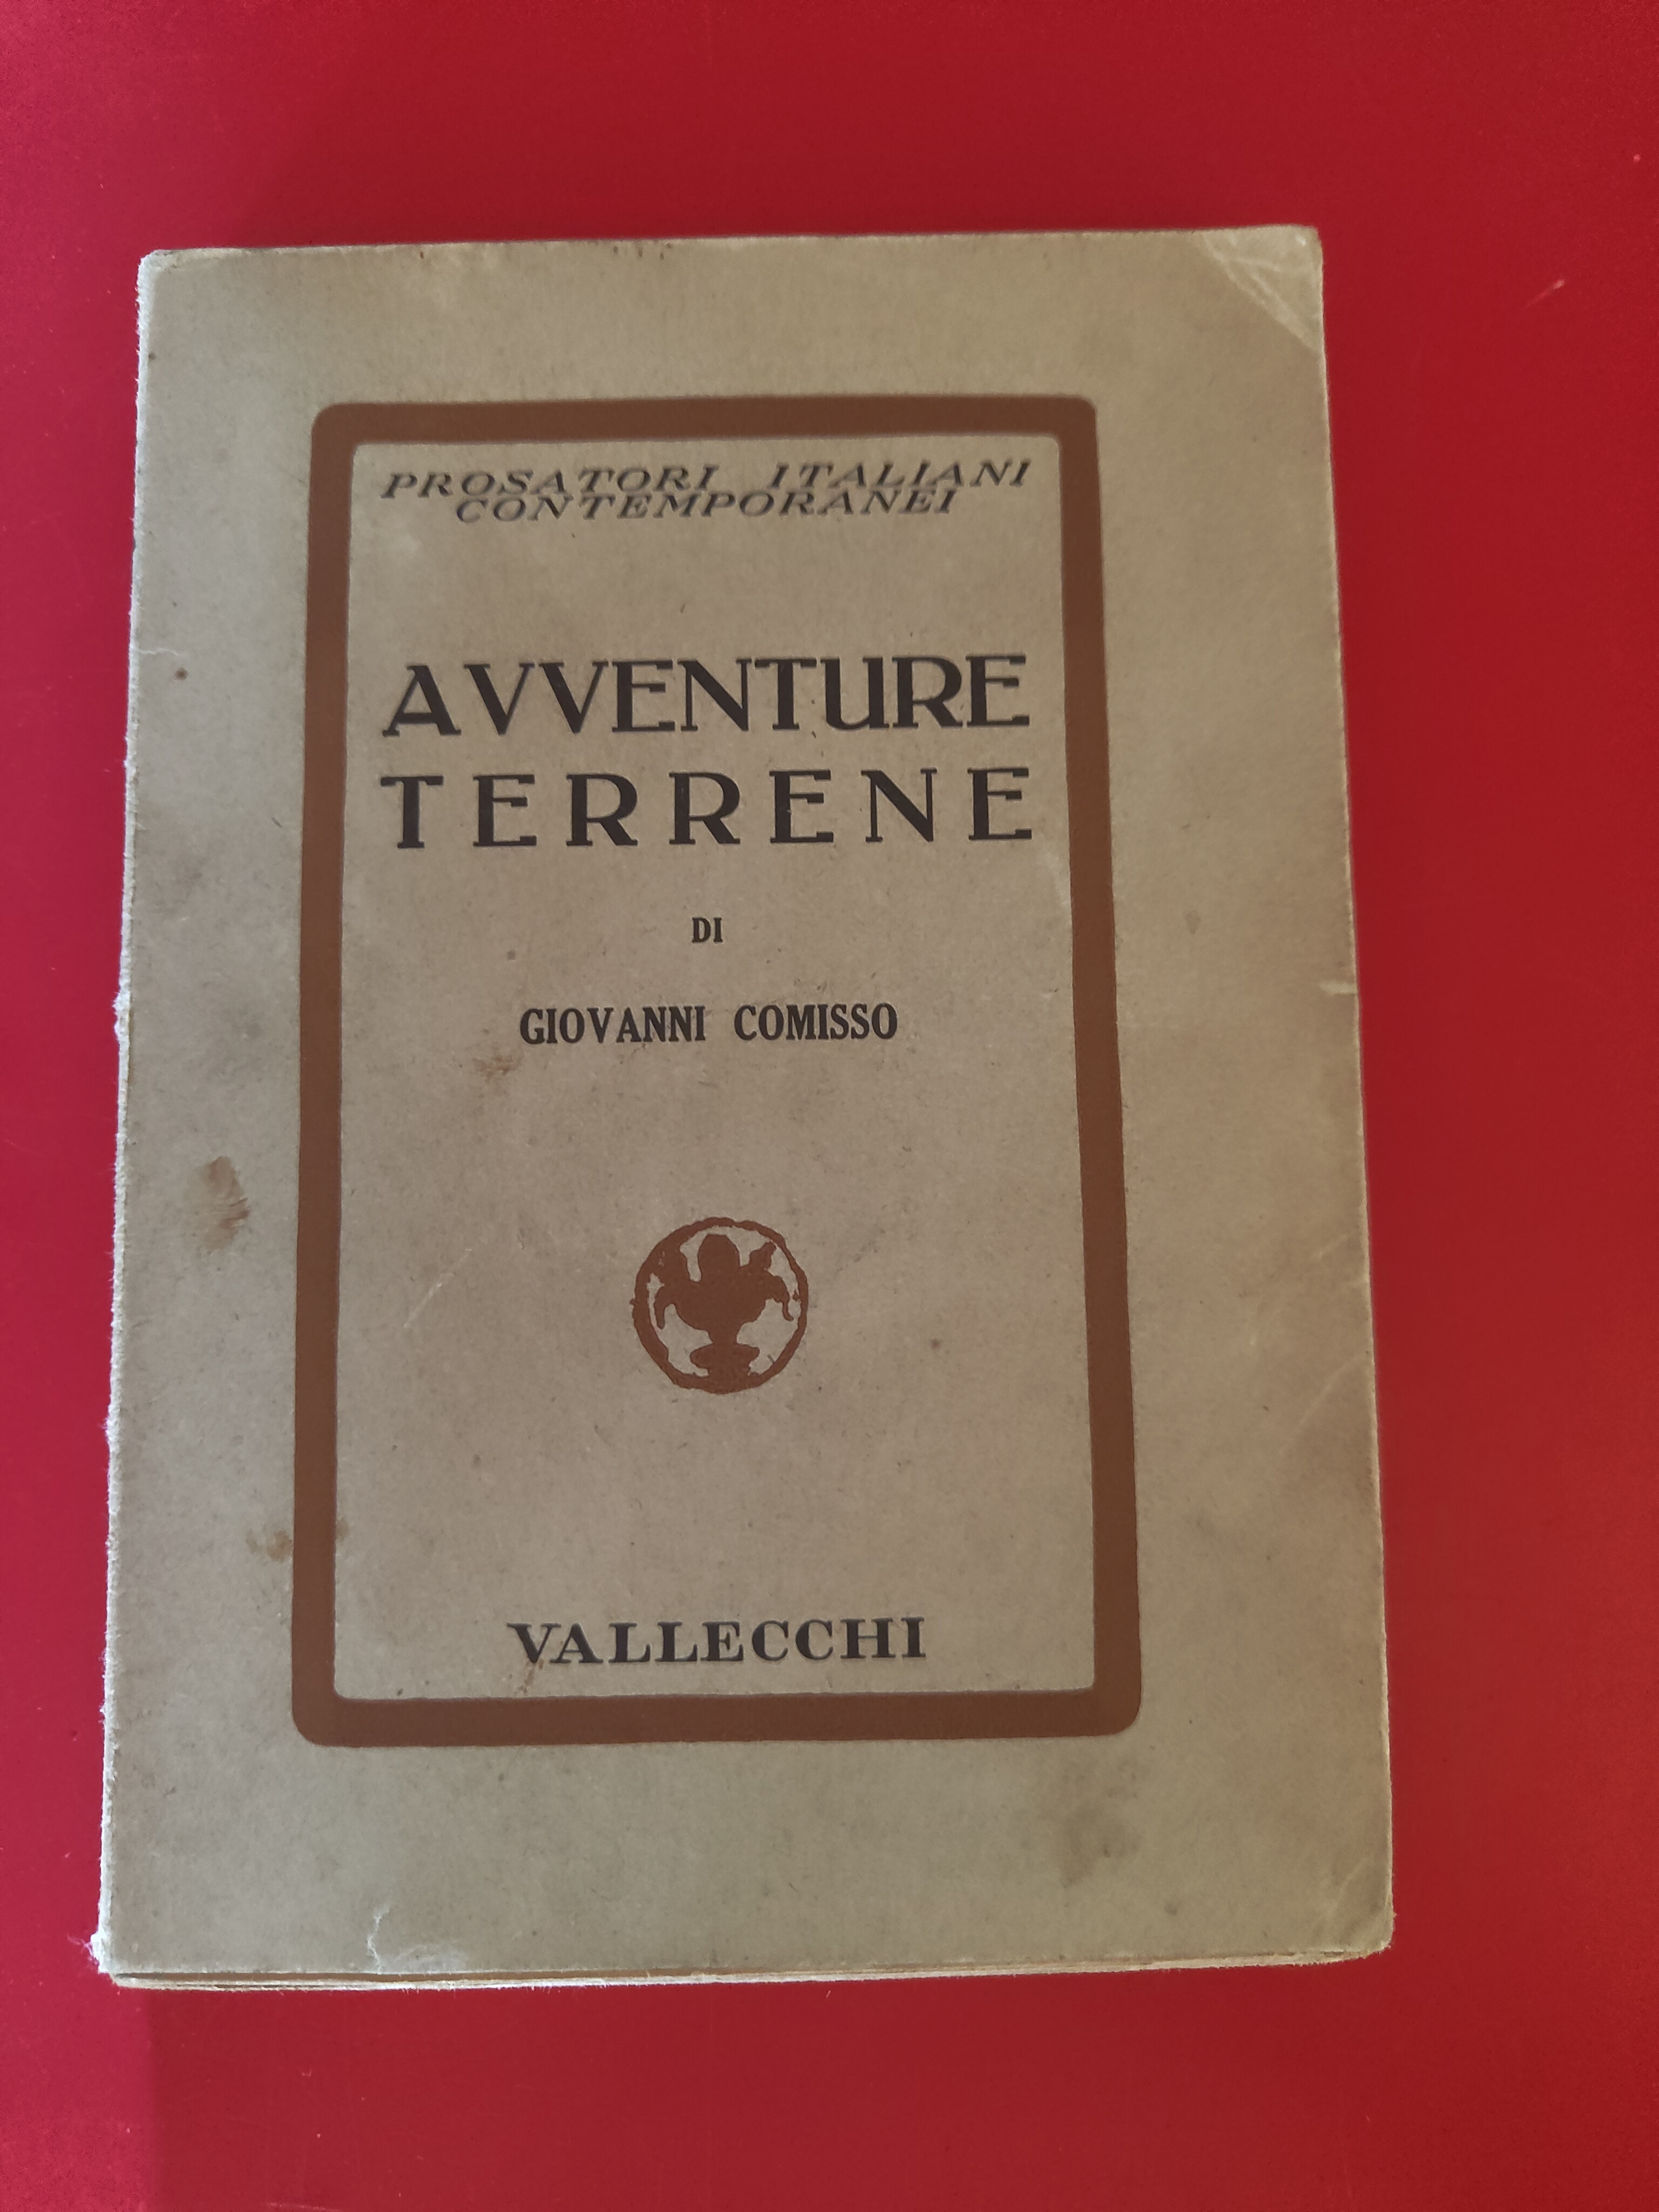 PROSATORI ITALIANI
CONTEMPORANEI
AVVENTURE
TERRENE
DI
GIOVANNI COMISSO
VALLECCHI